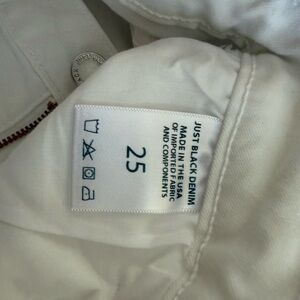 JUST BLACK DENIM
MADE IN THE USA
OF IMPORTED FABRIC
AND COMPONENTS
25